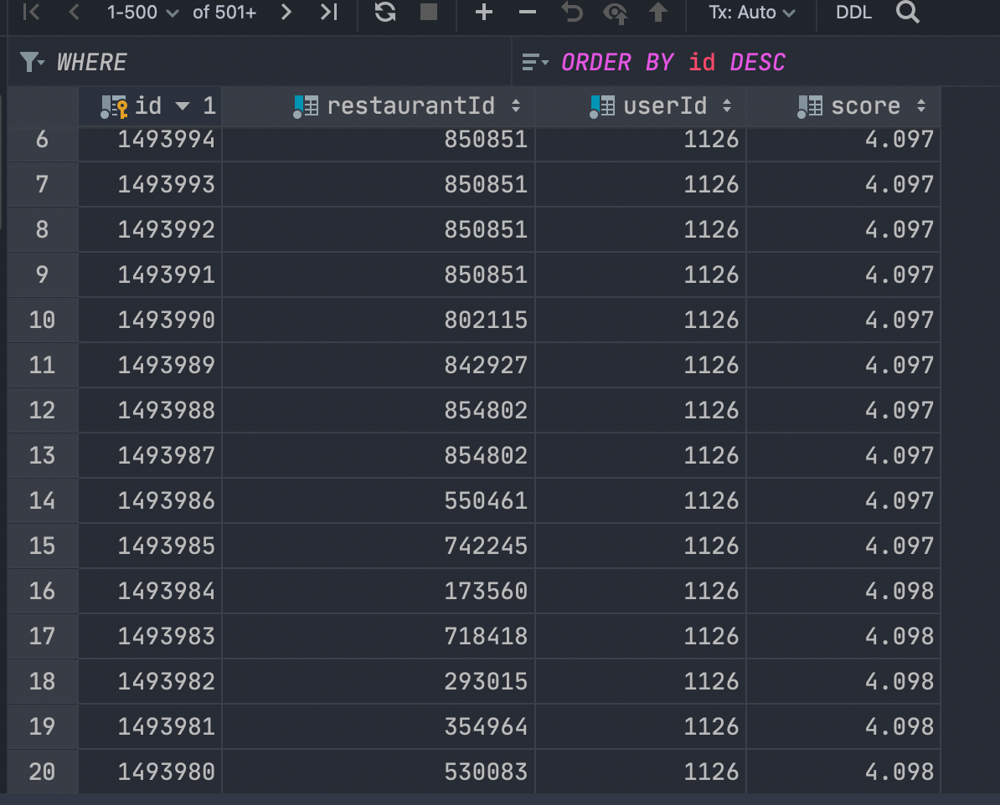 1-500 of 501+ Tx: Auto DDL
WHERE ORDER BY id DESC
id 1 restaurantId userId score
6 1493994 850851 1126 4.097
7 1493993 850851 1126 4.097
8 1493992 850851 1126 4.097
9 1493991 850851 1126 4.097
10 1493990 802115 1126 4.097
11 1493989 842927 1126 4.097
12 1493988 854802 1126 4.097
13 1493987 854802 1126 4.097
14 1493986 550461 1126 4.097
15 1493985 742245 1126 4.097
16 1493984 173560 1126 4.098
17 1493983 718418 1126 4.098
18 1493982 293015 1126 4.098
19 1493981 354964 1126 4.098
20 1493980 530083 1126 4.098